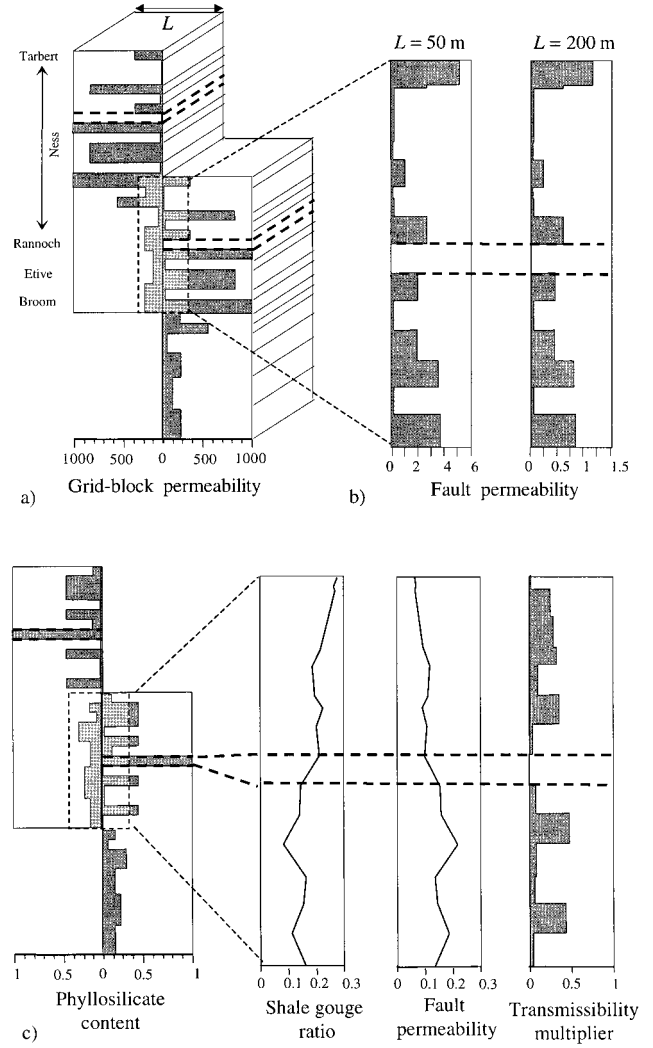 L
Tarbert
Ness
Rannoch
Etive
Broom
1000 500 0 500 1000
Grid-block permeability
a)
L = 50 m L = 200 m
0 2 4 6 0 0.5 1 1.5
Fault permeability
b)
1 0.5 0 0.5 1
Phyllosilicate
content
c)
0 0.1 0.2 0.3
Shale gouge
ratio
0 0.1 0.2 0.3
Fault
permeability
0 0.5 1
Transmissibility
multiplier